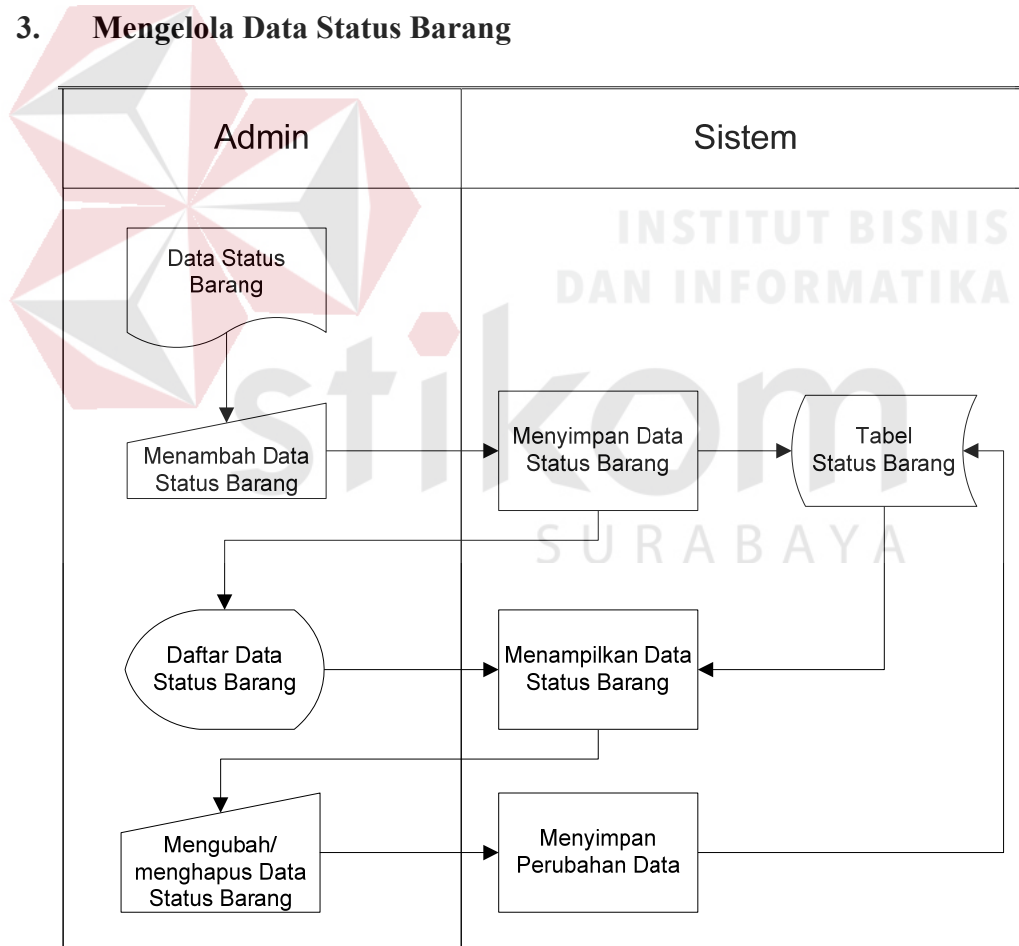 3. Mengelola Data Status Barang
Admin
Sistem
INSTITUT BISNIS
DAN INFORMATIKA
stikom
SURABAYA
Data Status
Barang
Menambah Data
Status Barang
Menyimpan Data
Status Barang
Tabel
Status Barang
Daftar Data
Status Barang
Menampilkan Data
Status Barang
Mengubah/
menghapus Data
Status Barang
Menyimpan
Perubahan Data